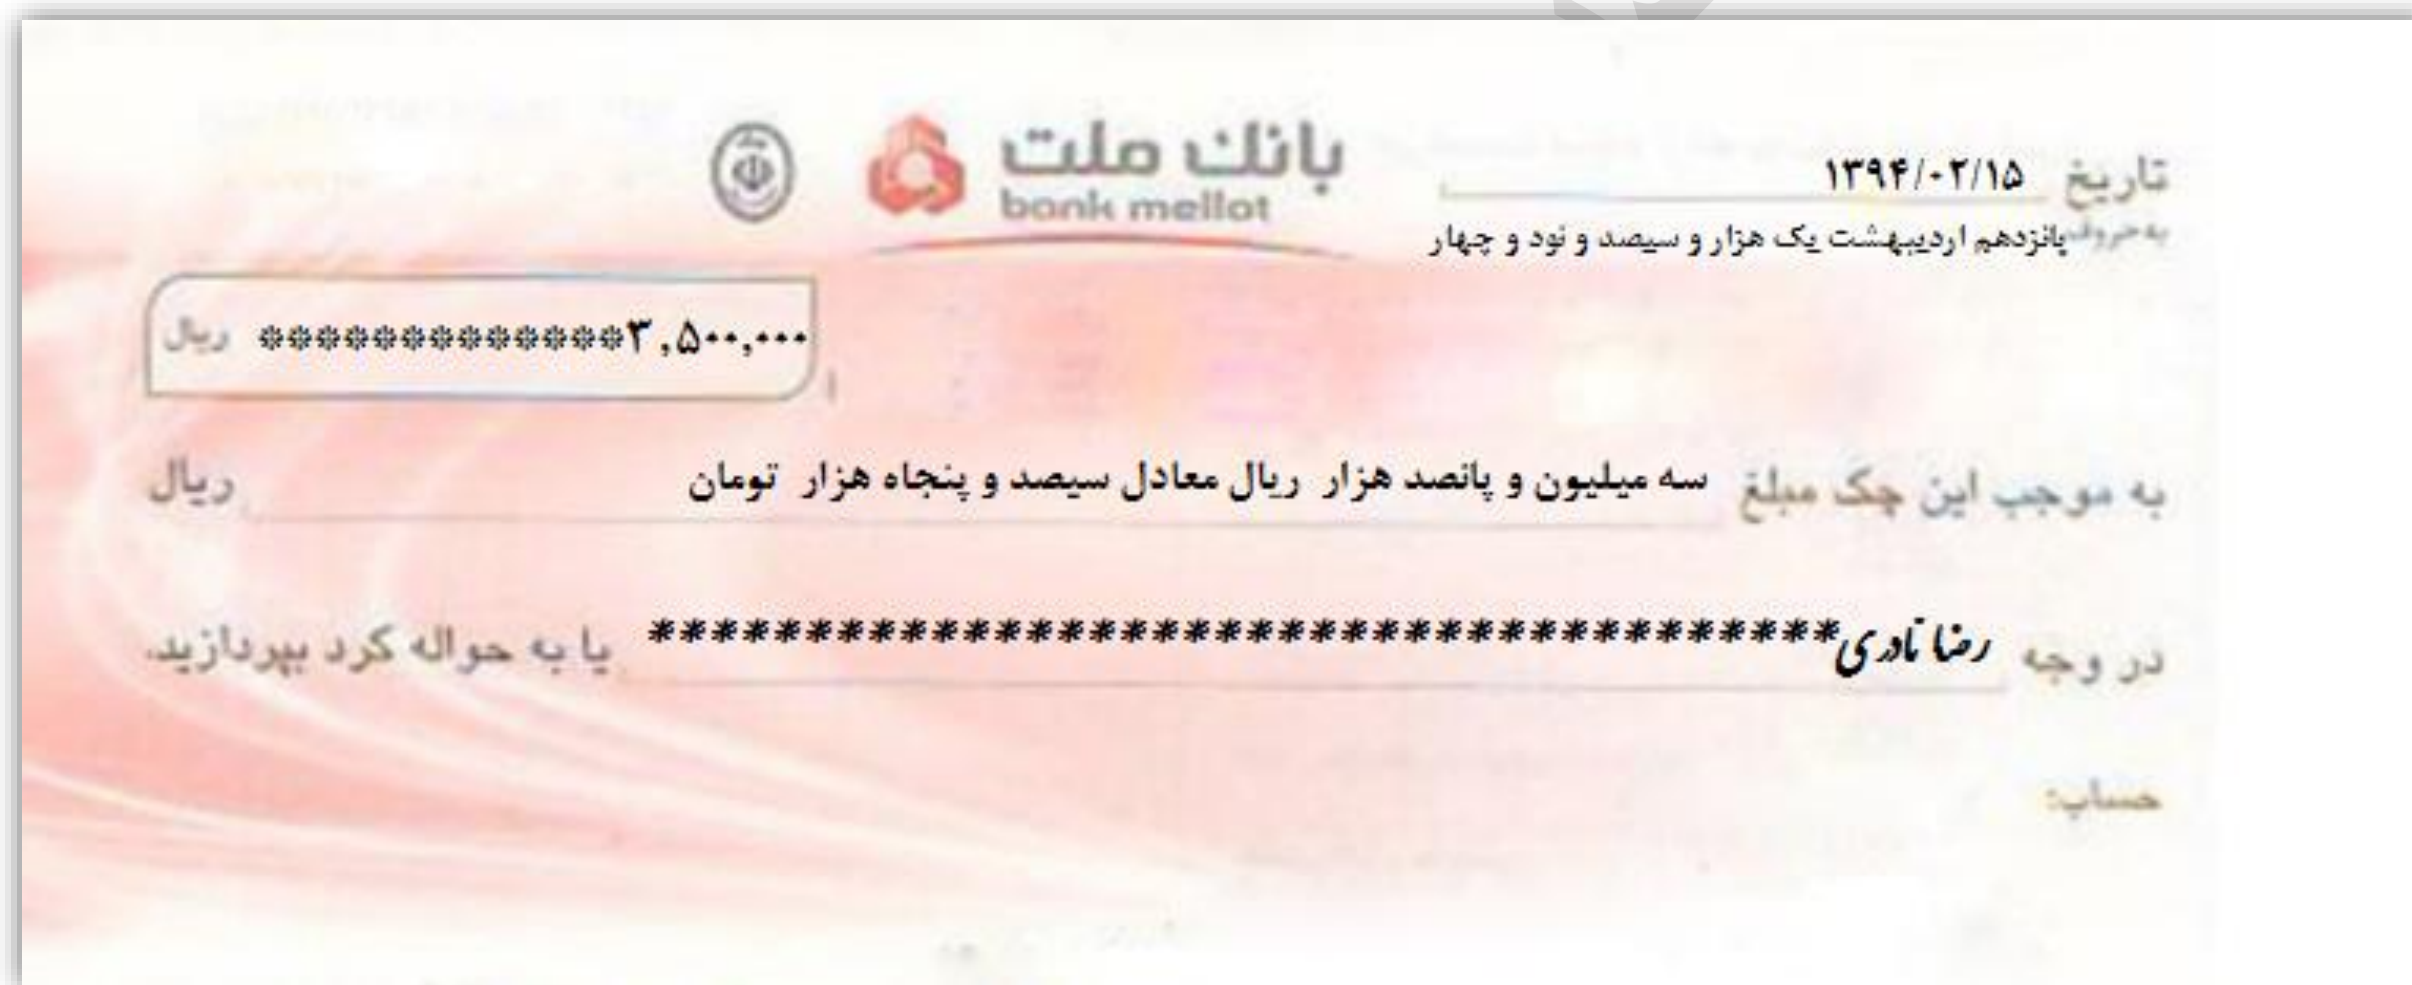 بانك ملت
bank mellat
تاریخ ۱۳۹۴/۰۲/۱۵
به حروف پانزدهم اردیبهشت یک هزار و سیصد و نود و چهار
۳,۵۰۰,۰۰۰************* ریال
به موجب این چک مبلغ سه میلیون و پانصد هزار ریال معادل سیصد و پنجاه هزار تومان ریال
در وجه رضا نادری************************************** یا به حواله کرد بپردازید.
حساب: